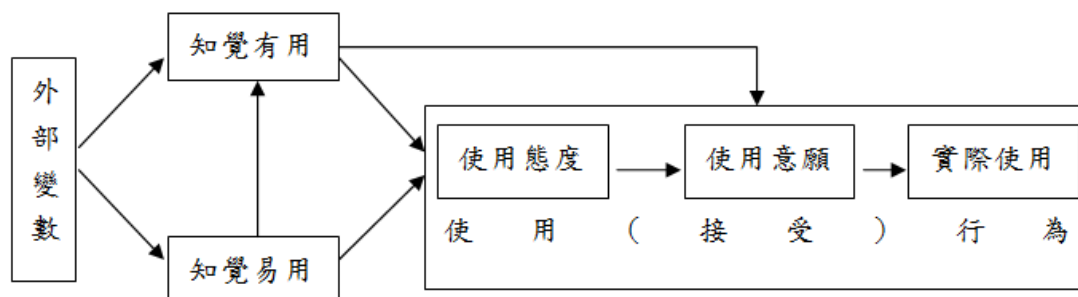 外部變數
知覺有用
知覺易用
使用態度
使用意願
實際使用
使用（接受）行為